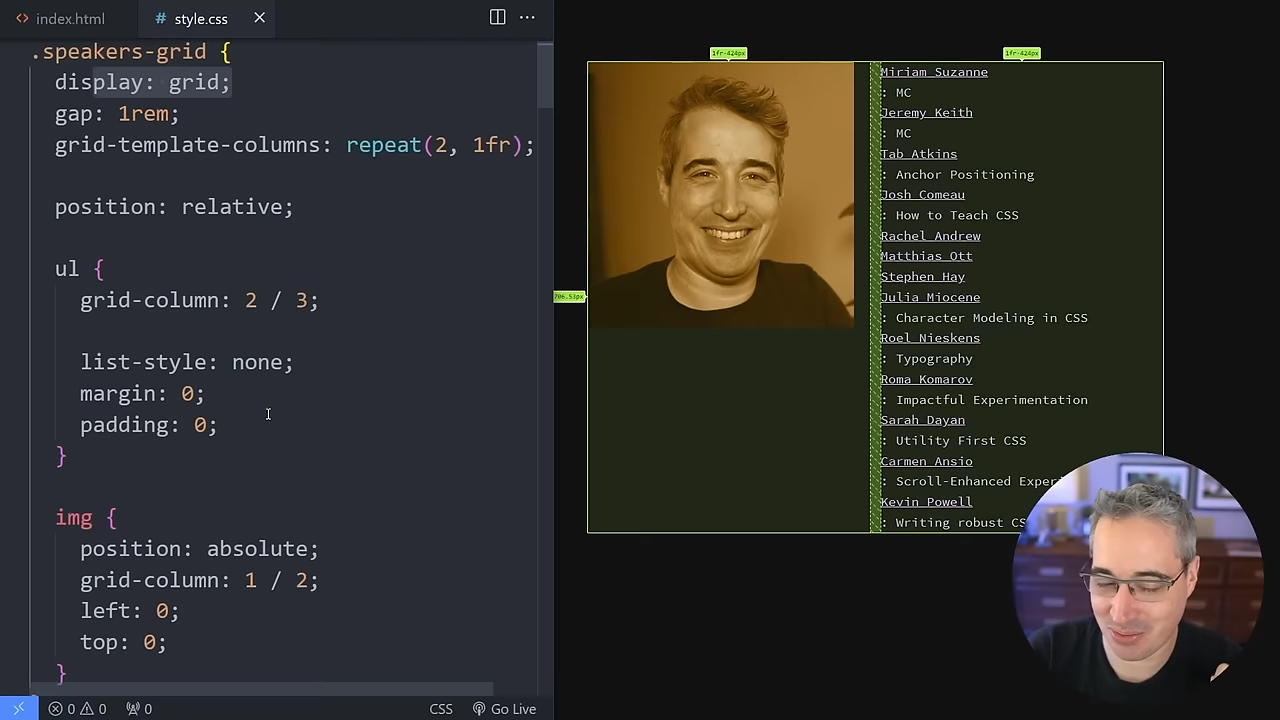 index.html
# style.css
.speakers-grid {
display: grid;
gap: 1rem;
grid-template-columns: repeat(2, 1fr);
position: relative;
ul {
grid-column: 2 / 3;
list-style: none;
margin: 0;
padding: 0;
}
img {
position: absolute;
grid-column: 1 / 2;
left: 0;
top: 0;
}
0 0 0
CSS
Go Live
1fr·424px
1fr·424px
706.53px
Miriam Suzanne
: MC
Jeremy Keith
: MC
Tab Atkins
: Anchor Positioning
Josh Comeau
: How to Teach CSS
Rachel Andrew
Matthias Ott
Stephen Hay
Julia Miocene
: Character Modeling in CSS
Roel Nieskens
: Typography
Roma Komarov
: Impactful Experimentation
Sarah Dayan
: Utility First CSS
Carmen Ansio
: Scroll-Enhanced Exper
Kevin Powell
: Writing robust CS